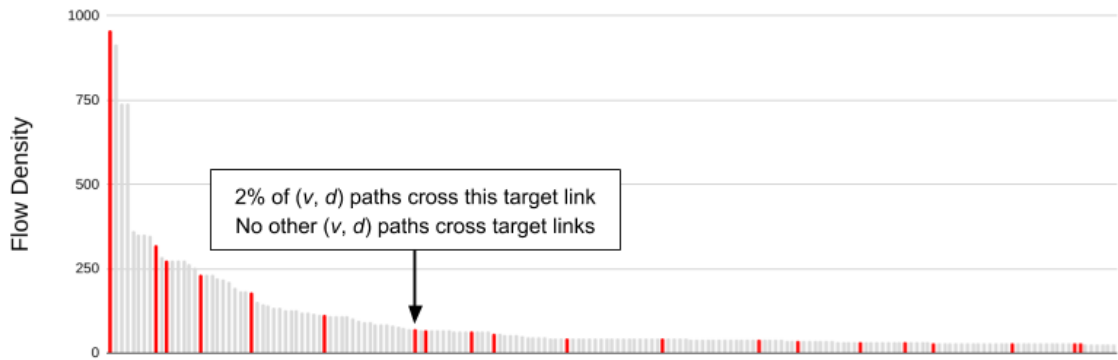 1000
750
500
250
0
Flow Density
2% of (v, d) paths cross this target link
No other (v, d) paths cross target links